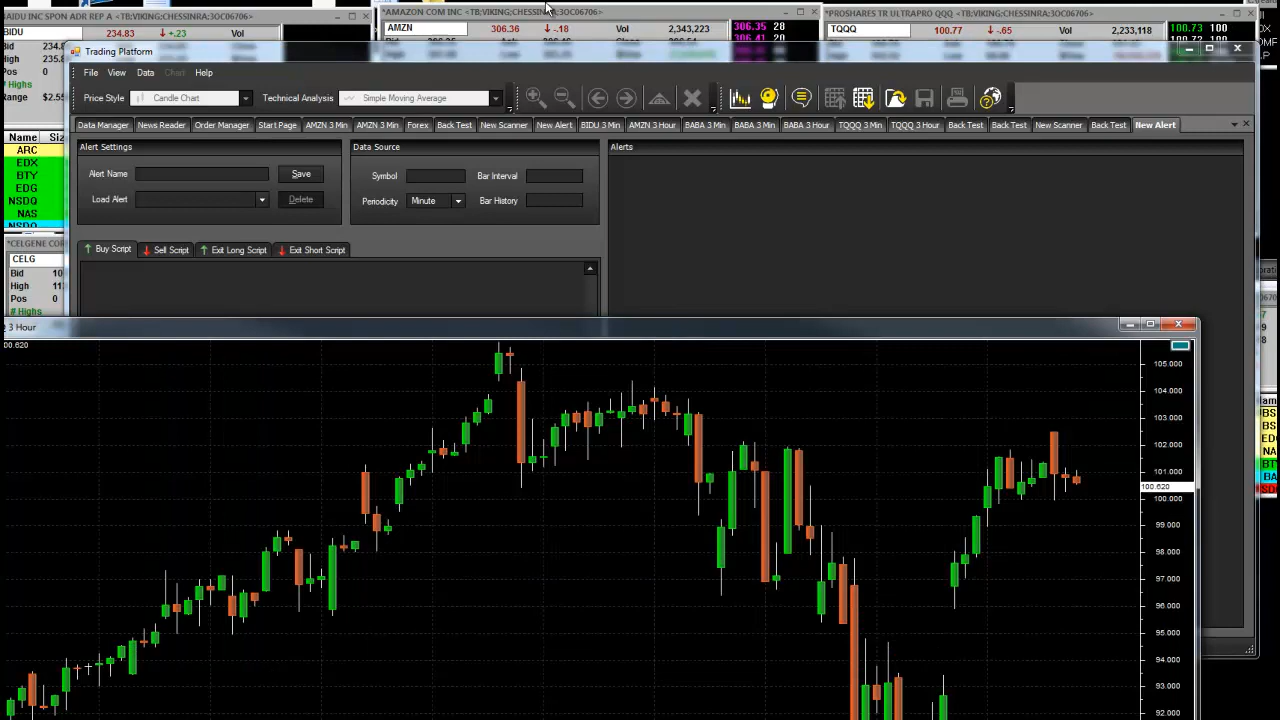 BAIDU INC SPON ADR REP A <TB:VIKING;CHESSINRA;3OC06706>
*AMAZON COM INC <TB:VIKING;CHESSINRA;3OC06706>
*PROSHARES TR ULTRAPRO QQQ <TB:VIKING;CHESSINRA;3OC06706>
234.83 +.23 Vol
AMZN 306.36 -.18 Vol 2,343,223
306.35 28
306.41 20
TQQQ 100.77 -.65 Vol 2,233,118
100.73 100
Bid
Ask
Pos 0
# Highs
Range $2.55
Trading Platform
File View Data Chart Help
Price Style Candle Chart Technical Analysis Simple Moving Average
Data Manager News Reader Order Manager Start Page AMZN 3 Min AMZN 3 Min Forex Back Test New Scanner New Alert BIDU 3 Min AMZN 3 Hour BABA 3 Min BABA 3 Min BABA 3 Hour TQQQ 3 Min TQQQ 3 Hour Back Test Back Test New Scanner Back Test New Alert
Name Size
ARC
EDX
BTY
EDG
NSDQ
NAS
NSDQ
Alert Settings
Alert Name Save
Load Alert Delete
Data Source
Symbol Bar Interval
Periodicity Minute Bar History
Alerts
Buy Script Sell Script Exit Long Script Exit Short Script
*CELGENE COR
CELG
Bid 10
High 11
Pos 0
# Highs
3 Hour
100.620
105.000
104.000
103.000
102.000
101.000
100.620
100.000
99.000
98.000
97.000
96.000
95.000
94.000
93.000
92.000